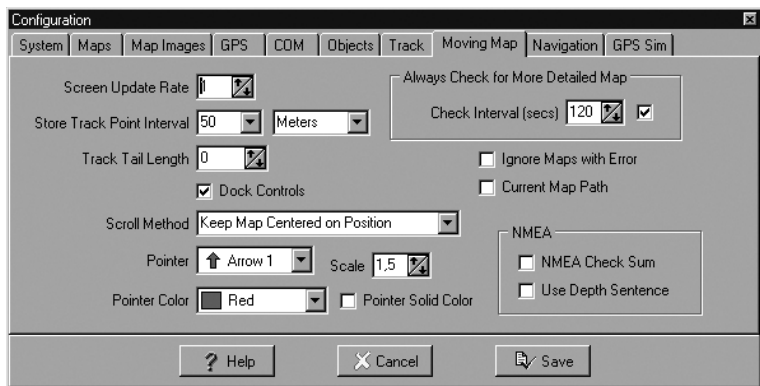 Configuration
System Maps Map Images GPS COM Objects Track Moving Map Navigation GPS Sim
Screen Update Rate 1
Store Track Point Interval 50 Meters
Track Tail Length 0
Dock Controls
Scroll Method Keep Map Centered on Position
Pointer Arrow 1 Scale 1,5
Pointer Color Red Pointer Solid Color
Always Check for More Detailed Map
Check Interval (secs) 120
Ignore Maps with Error
Current Map Path
NMEA
NMEA Check Sum
Use Depth Sentence
Help Cancel Save